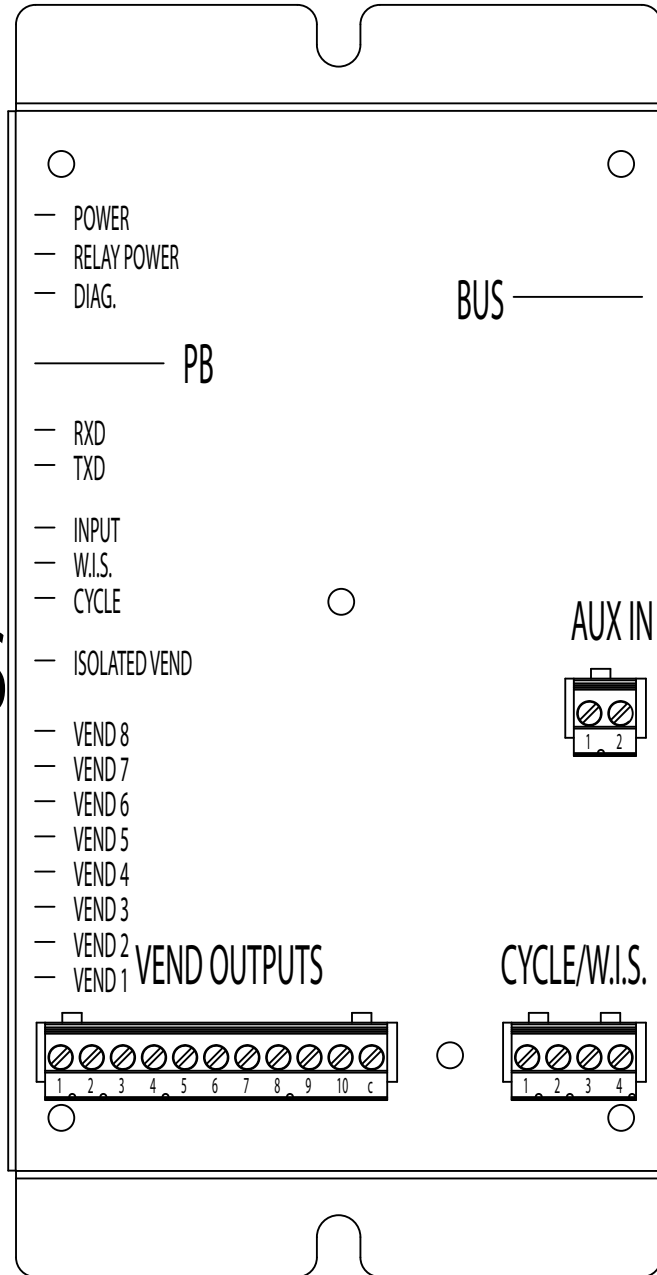 POWER
RELAY POWER
DIAG.
BUS
PB
RXD
TXD
INPUT
W.I.S.
CYCLE
AUX IN
ISOLATED VEND
1 2
VEND 8
VEND 7
VEND 6
VEND 5
VEND 4
VEND 3
VEND 2
VEND 1
VEND OUTPUTS
CYCLE/W.I.S.
1 2 3 4 5 6 7 8 9 10 c
1 2 3 4